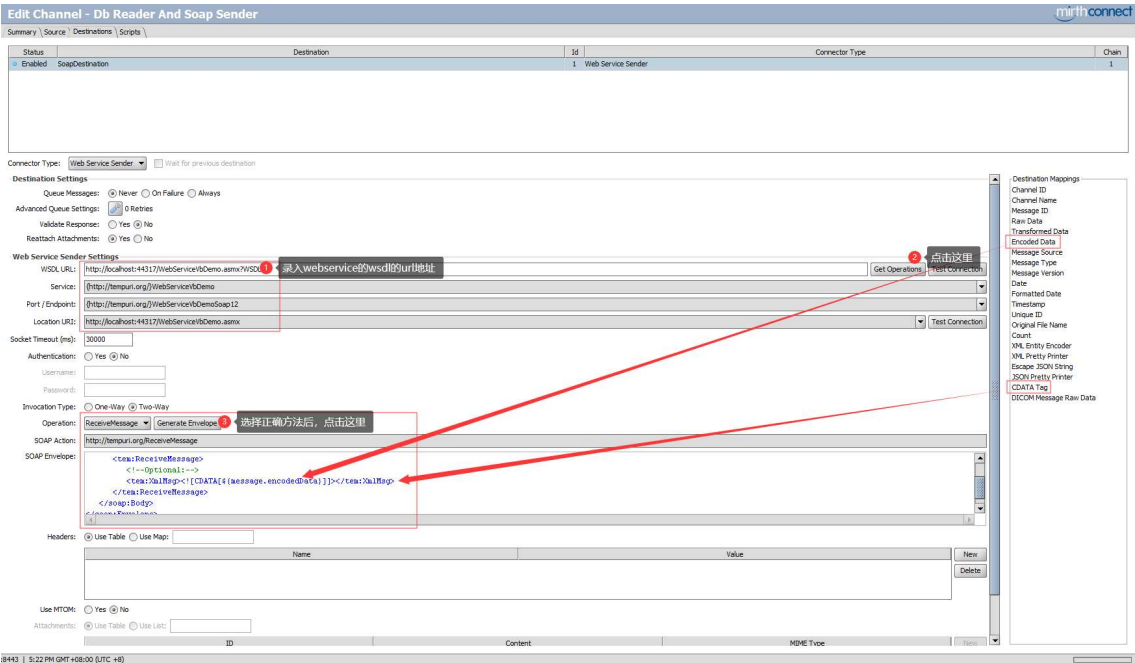 Edit Channel - Db Reader And Soap Sender
mirth connect
Summary Source Destinations Scripts
Status Destination Id Connector Type Chain
Enabled SoapDestination 1 Web Service Sender 1
Connector Type: Web Service Sender Wait for previous destination
Destination Settings
Queue Messages: Never On Failure Always
Advanced Queue Settings: 0 Retries
Validate Response: Yes No
Reattach Attachments: Yes No
Web Service Sender Settings
WSDL URL: http://localhost:44317/WebServiceVbDemo.asmx?WSDL
1 录入webservice的wsdl的url地址
2 点击这里
Get Operations Test Connection
Service: {http://tempuri.org/}WebServiceVbDemo
Port / Endpoint: {http://tempuri.org/}WebServiceVbDemoSoap12
Location URI: http://localhost:44317/WebServiceVbDemo.asmx Test Connection
Socket Timeout (ms): 30000
Authentication: Yes No
Username:
Password:
Invocation Type: One-Way Two-Way
Operation: ReceiveMessage Generate Envelope 3 选择正确方法后，点击这里
SOAP Action: http://tempuri.org/ReceiveMessage
SOAP Envelope: <tem:ReceiveMessage>
<!--Optional:-->
<tem:XmlMsg><![CDATA[${message.encodedData}]]></tem:XmlMsg>
</tem:ReceiveMessage>
</soap:Body>
</soap:Envelope>
Headers: Use Table Use Map:
Name Value New
Delete
Use MTOM: Yes No
Attachments: Use Table Use List:
ID Content MIME Type New
Destination Mappings
Channel ID
Channel Name
Message ID
Raw Data
Transformed Data
Encoded Data
Message Source
Message Type
Message Version
Date
Formatted Date
Timestamp
Unique ID
Original File Name
Count
XML Entity Encoder
XML Pretty Printer
Escape JSON String
JSON Pretty Printer
CDATA Tag
DICOM Message Raw Data
:8443 | 5:22 PM GMT+08:00 (UTC +8)